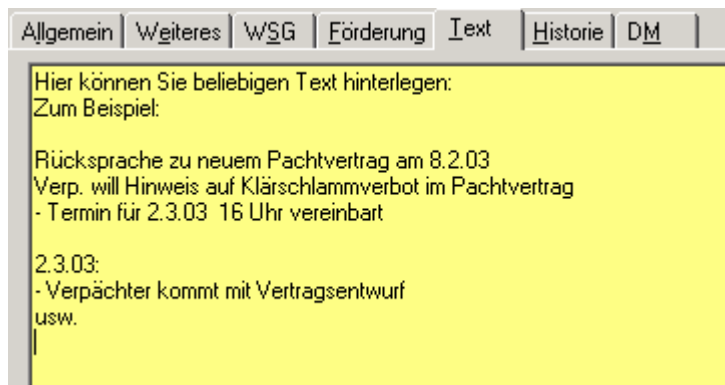 Allgemein Weiteres WSG Förderung Text Historie DM
Hier können Sie beliebigen Text hinterlegen:
Zum Beispiel:
Rücksprache zu neuem Pachtvertrag am 8.2.03
Verp. will Hinweis auf Klärschlammverbot im Pachtvertrag
- Termin für 2.3.03  16 Uhr vereinbart
2.3.03:
- Verpächter kommt mit Vertragsentwurf
usw.